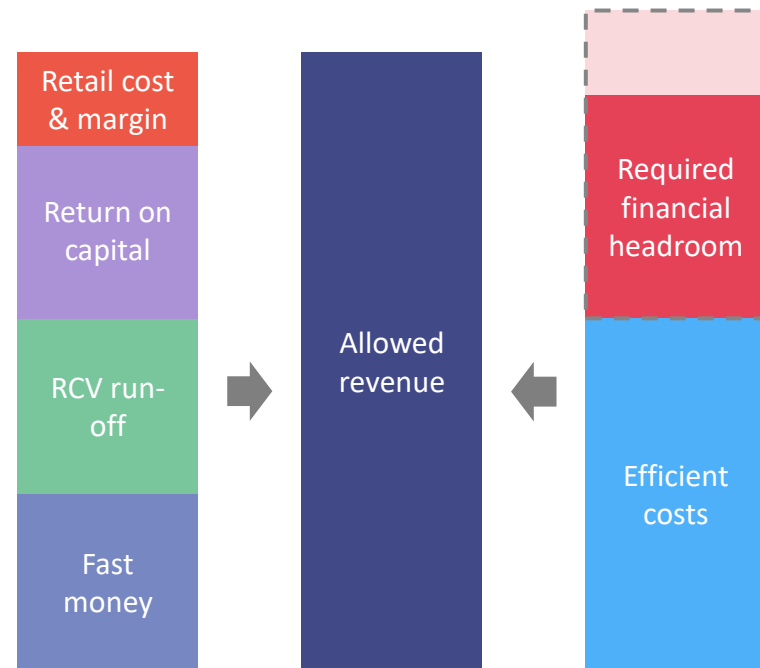 Retail cost
& margin
Return on
capital
RCV run-
off
Fast
money
Allowed
revenue
Required
financial
headroom
Efficient
costs